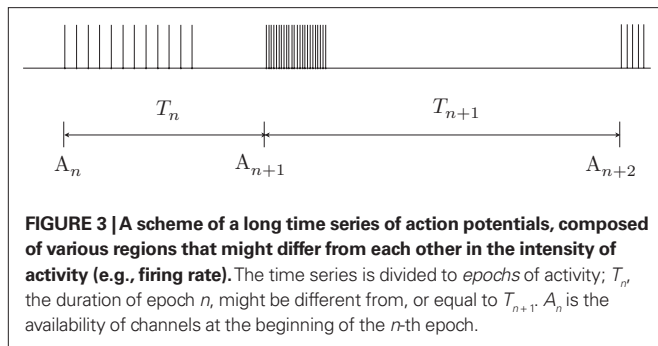 T_n T_{n+1}
A_n A_{n+1} A_{n+2}
FIGURE 3 | A scheme of a long time series of action potentials, composed
of various regions that might differ from each other in the intensity of
activity (e.g., firing rate). The time series is divided to epochs of activity; T_n,
the duration of epoch n, might be different from, or equal to T_{n+1}. A_n is the
availability of channels at the beginning of the n-th epoch.